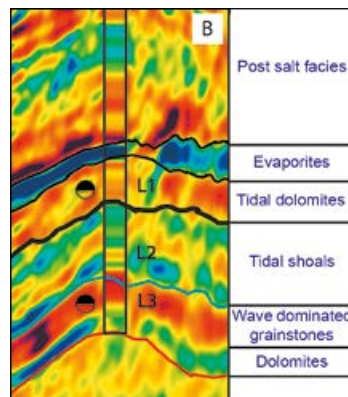 B
Post salt facies
Evaporites
L1
Tidal dolomites
L2
Tidal shoals
L3
Wave dominated
grainstones
Dolomites